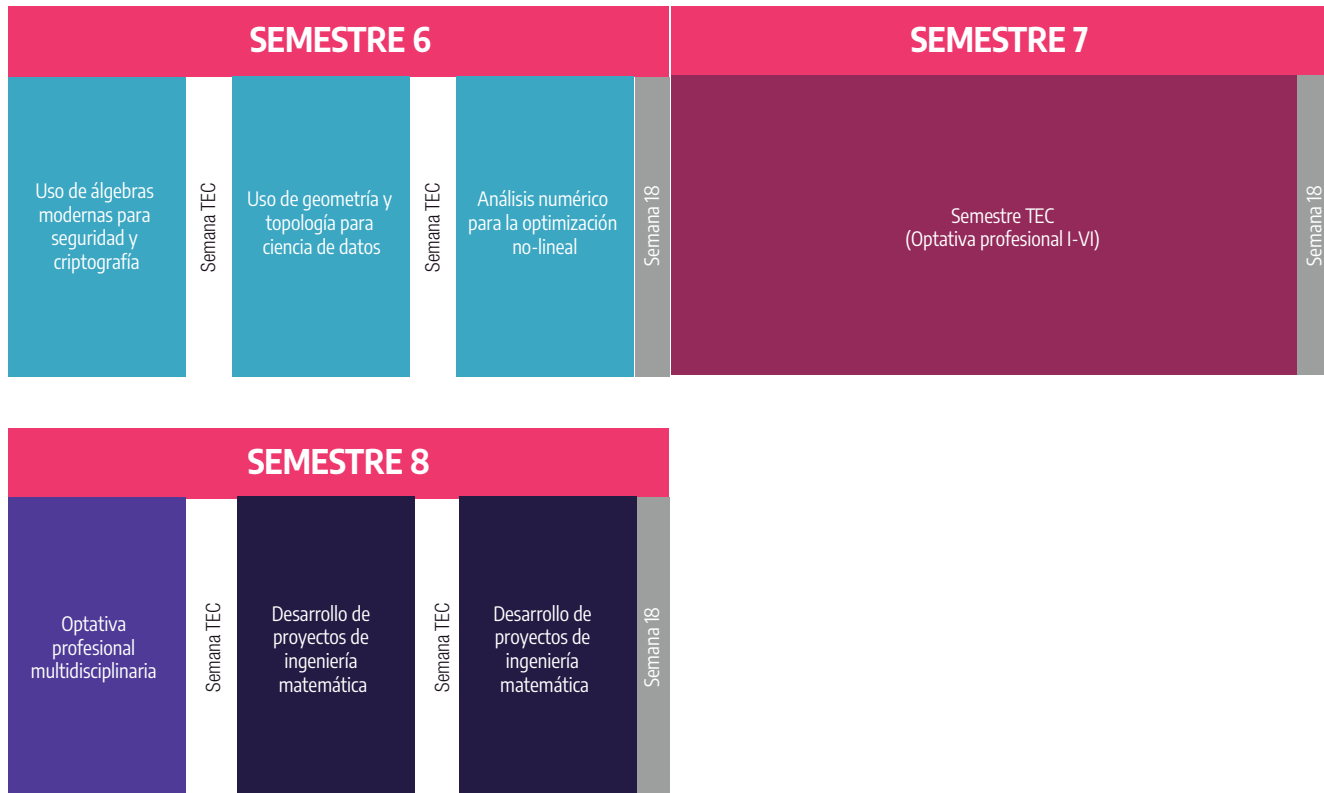 SEMESTRE 6
Uso de álgebras
modernas para
seguridad y
criptografía
Semana TEC
Uso de geometría y
topología para
ciencia de datos
Semana TEC
Análisis numérico
para la optimización
no-lineal
Semana 18
SEMESTRE 7
Semestre TEC
(Optativa profesional I-VI)
Semana 18
SEMESTRE 8
Optativa
profesional
multidisciplinaria
Semana TEC
Desarrollo de
proyectos de
ingeniería
matemática
Semana TEC
Desarrollo de
proyectos de
ingeniería
matemática
Semana 18